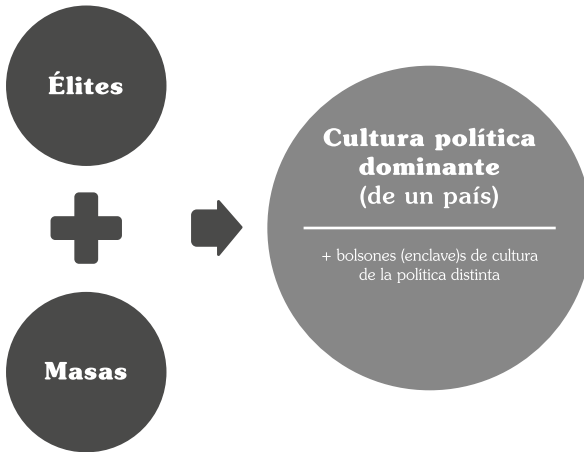 Élites
Masas
Cultura política
dominante
(de un país)
+ bolsones (enclave)s de cultura
de la política distinta